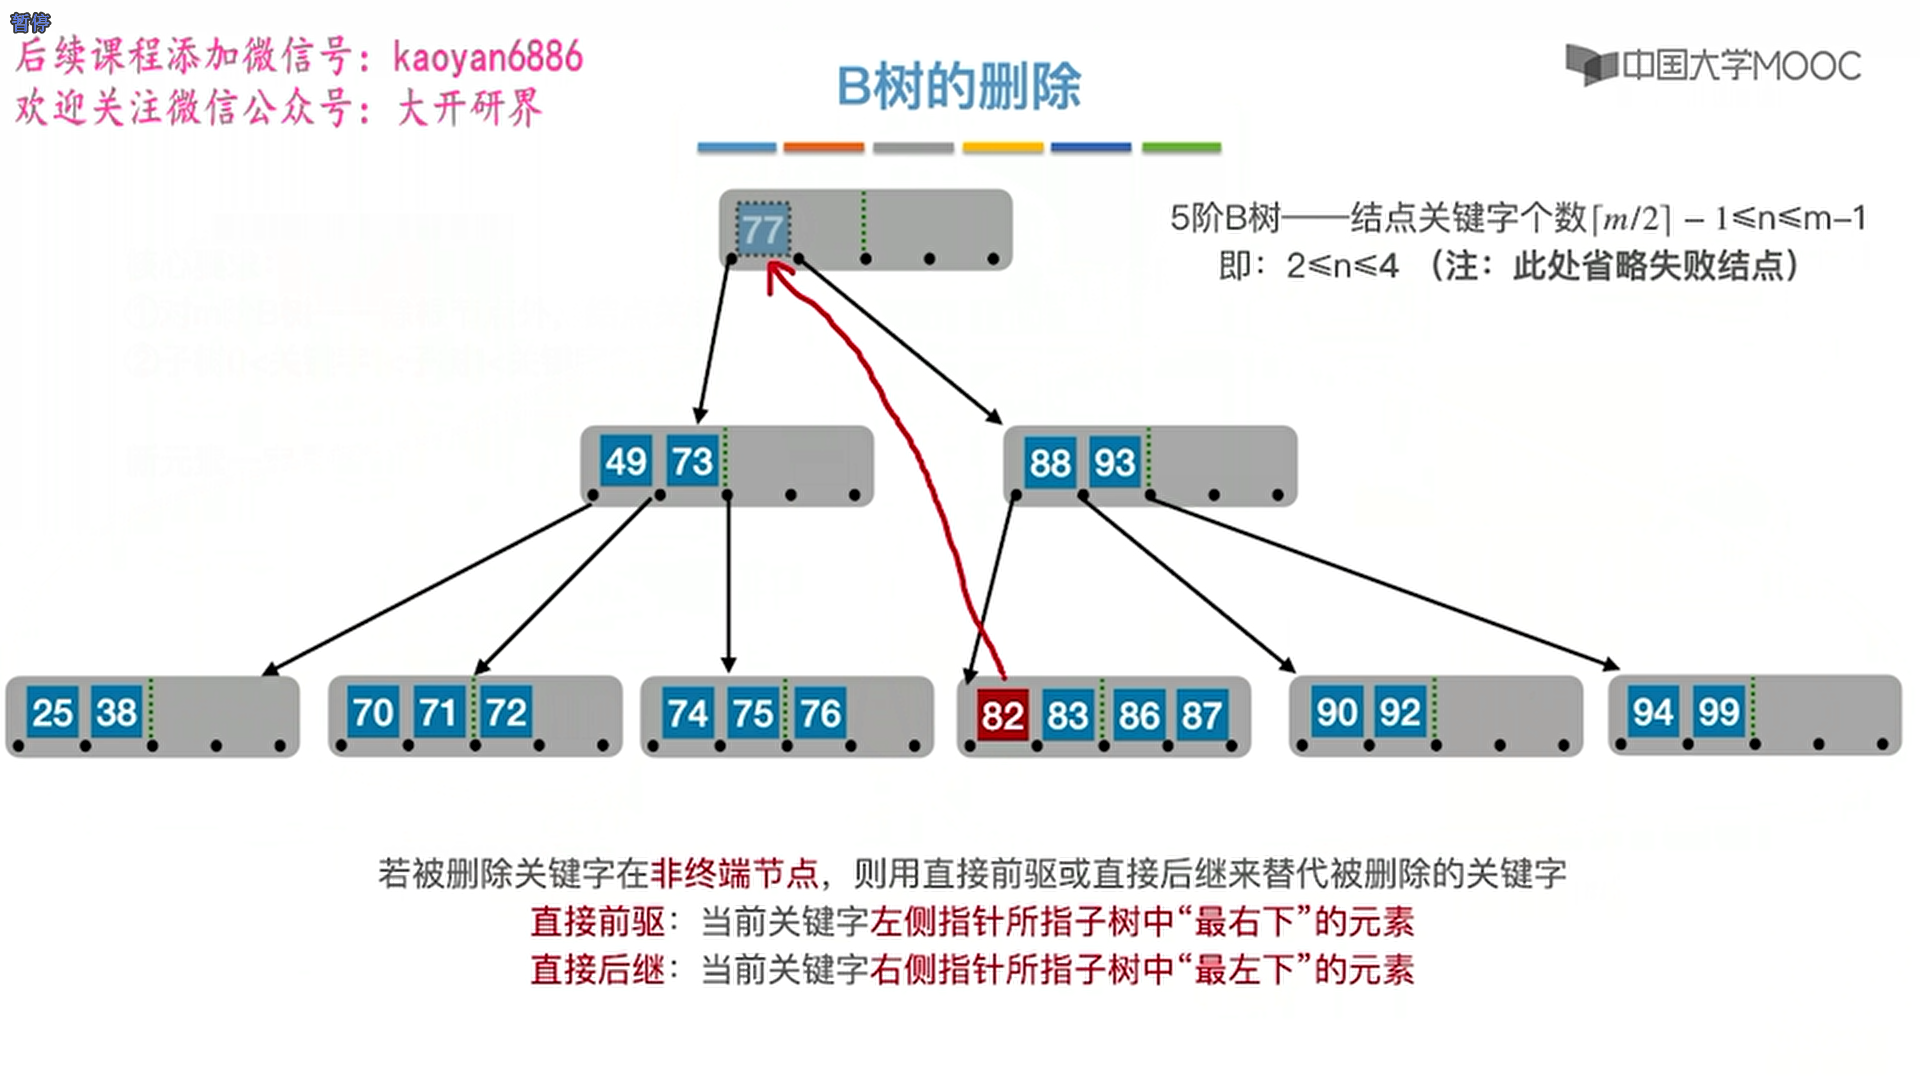 暂停
后续课程添加微信号：kaoyan6886
欢迎关注微信公众号：大开研界
中国大学MOOC
B树的删除
77
5阶B树——结点关键字个数⌈m/2⌉ − 1≤n≤m–1
即：2≤n≤4 （注：此处省略失败结点）
49 73
88 93
25 38
70 71 72
74 75 76
82 83 86 87
90 92
94 99
若被删除关键字在非终端节点，则用直接前驱或直接后继来替代被删除的关键字
直接前驱：当前关键字左侧指针所指子树中“最右下”的元素
直接后继：当前关键字右侧指针所指子树中“最左下”的元素